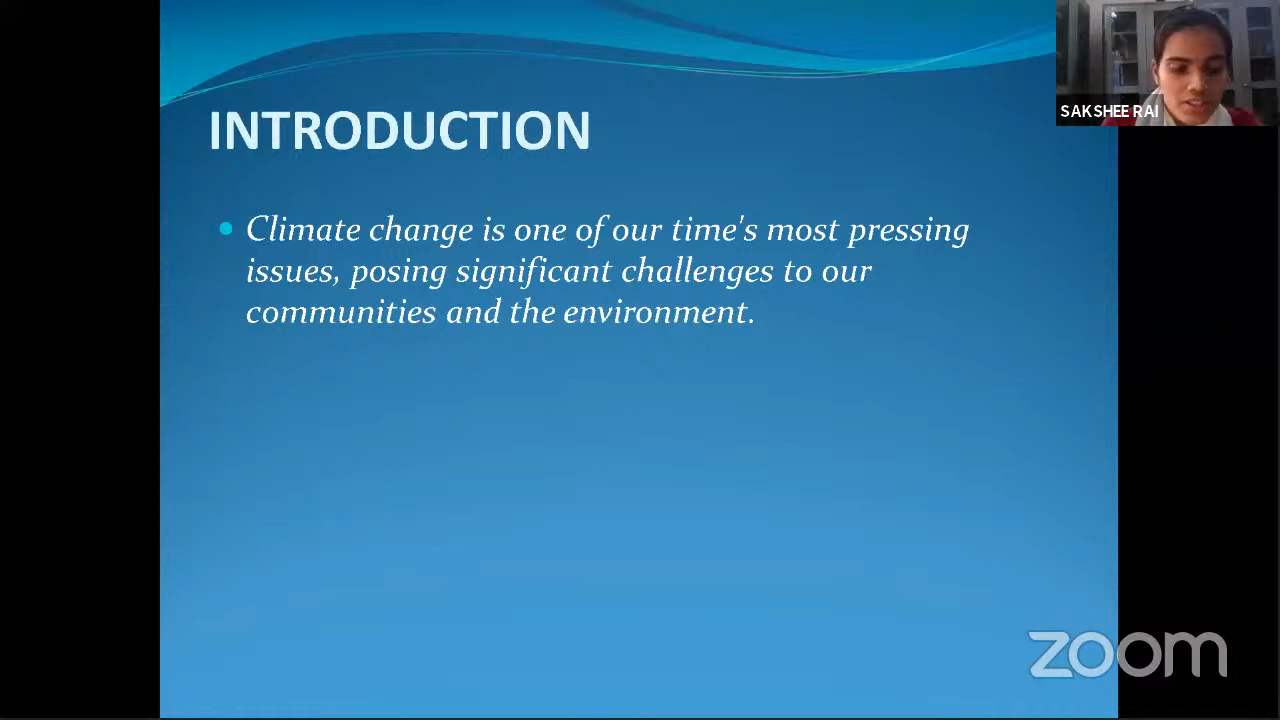 SAKSHEE RAI
INTRODUCTION
Climate change is one of our time's most pressing
issues, posing significant challenges to our
communities and the environment.
zoom